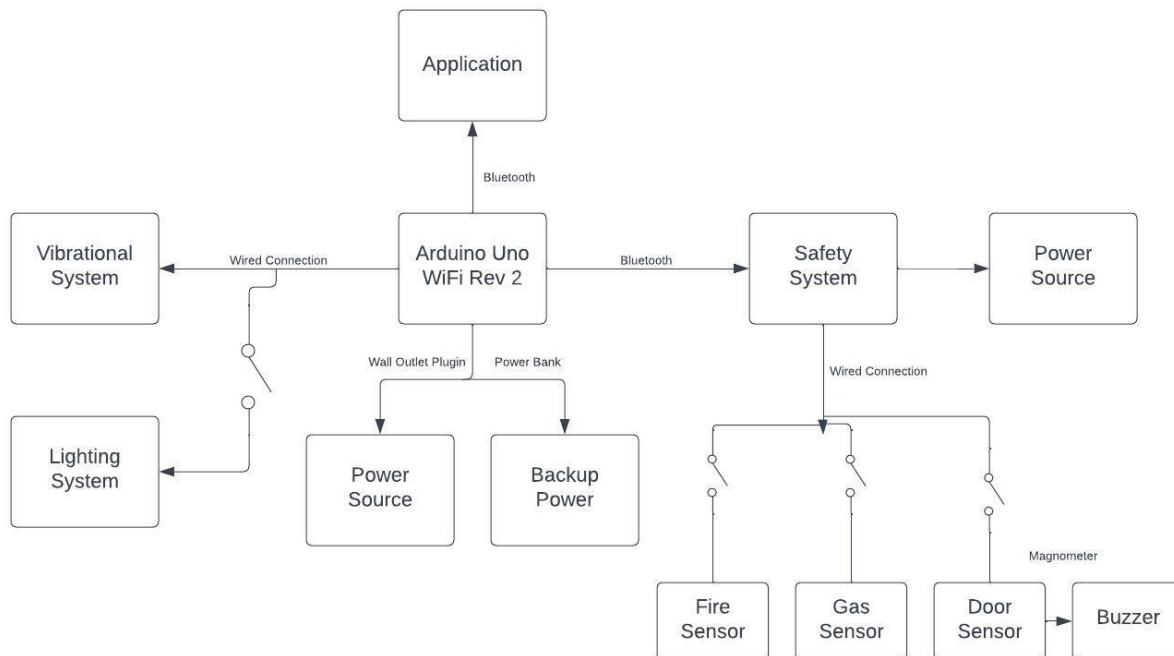 Application
Bluetooth
Vibrational
System
Wired Connection
Arduino Uno
WiFi Rev 2
Bluetooth
Safety
System
Power
Source
Wall Outlet Plugin
Power Bank
Wired Connection
Lighting
System
Power
Source
Backup
Power
Magnometer
Fire
Sensor
Gas
Sensor
Door
Sensor
Buzzer